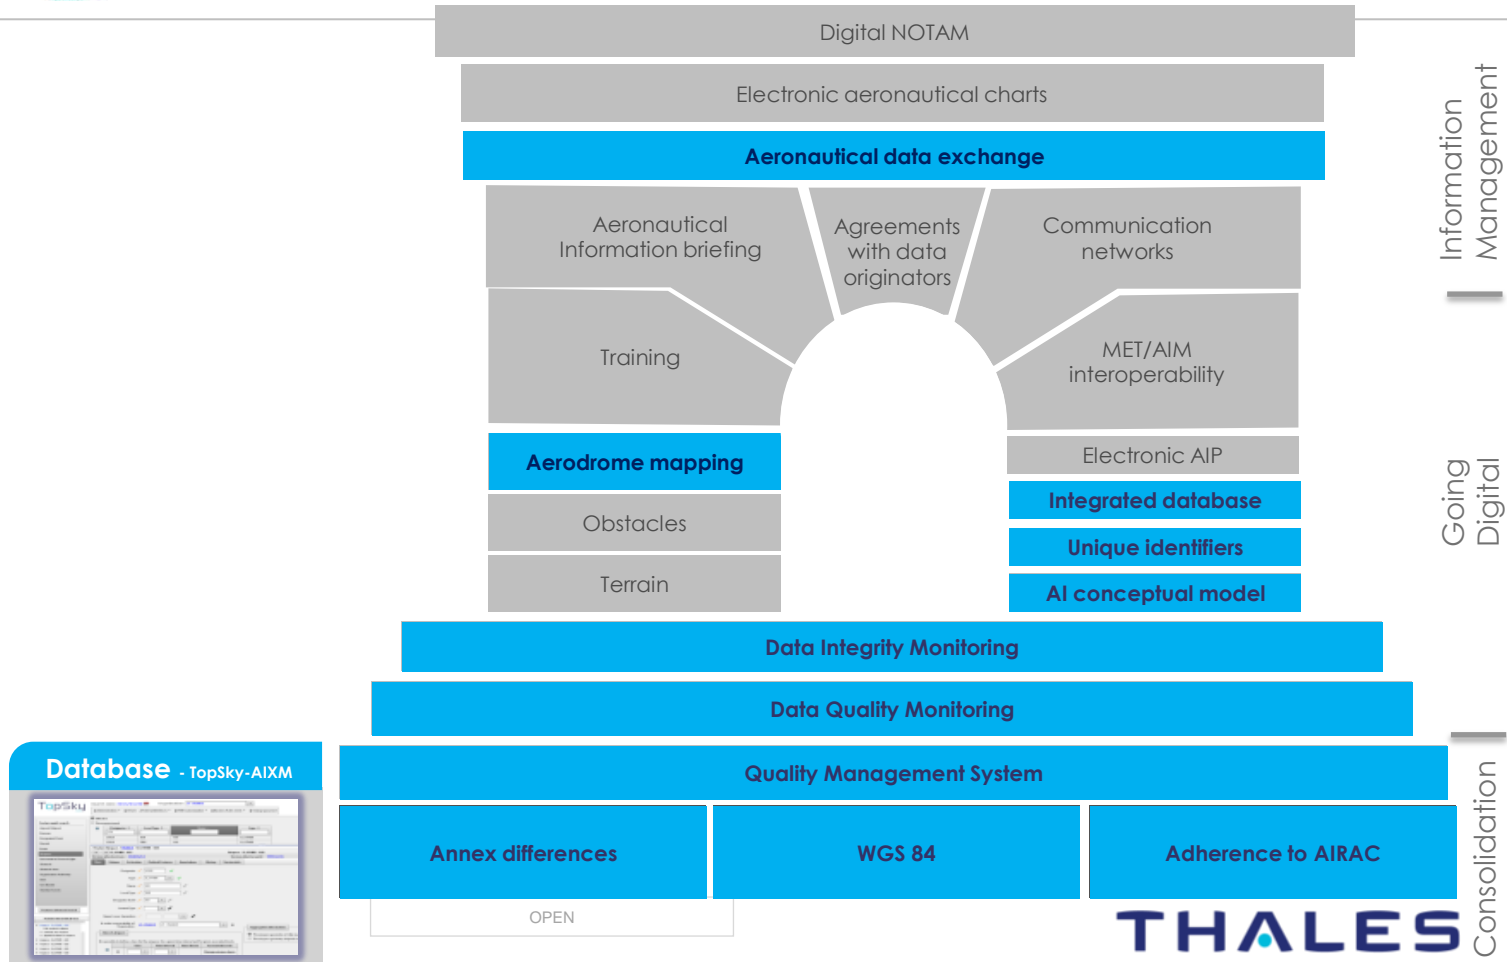 Digital NOTAM
Electronic aeronautical charts
Aeronautical data exchange
Aeronautical
Information briefing
Agreements
with data
originators
Communication
networks
Training
MET/AIM
interoperability
Aerodrome mapping
Electronic AIP
Integrated database
Obstacles
Unique identifiers
Terrain
AI conceptual model
Data Integrity Monitoring
Data Quality Monitoring
Quality Management System
Annex differences
WGS 84
Adherence to AIRAC
Information
Management
Going
Digital
Consolidation
Database - TopSky-AIXM
TopSky
OPEN
THALES